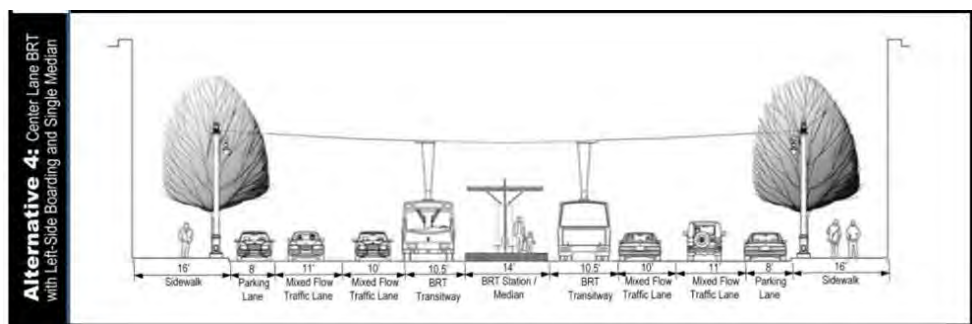 Alternative 4: Center Lane BRT
with Left-Side Boarding and Single Median
16' 8' 11' 10' 10.5' 14' 10.5' 10' 11' 8' 16'
Sidewalk Parking Mixed Flow Mixed Flow BRT BRT Station / BRT Mixed Flow Mixed Flow Parking Sidewalk
Lane Traffic Lane Traffic Lane Transitway Median Transitway Traffic Lane Traffic Lane Lane